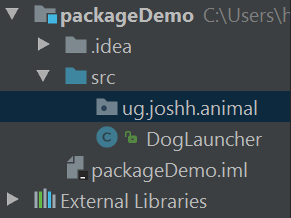 packageDemo C:\Users\h
.idea
src
ug.joshh.animal
DogLauncher
packageDemo.iml
External Libraries